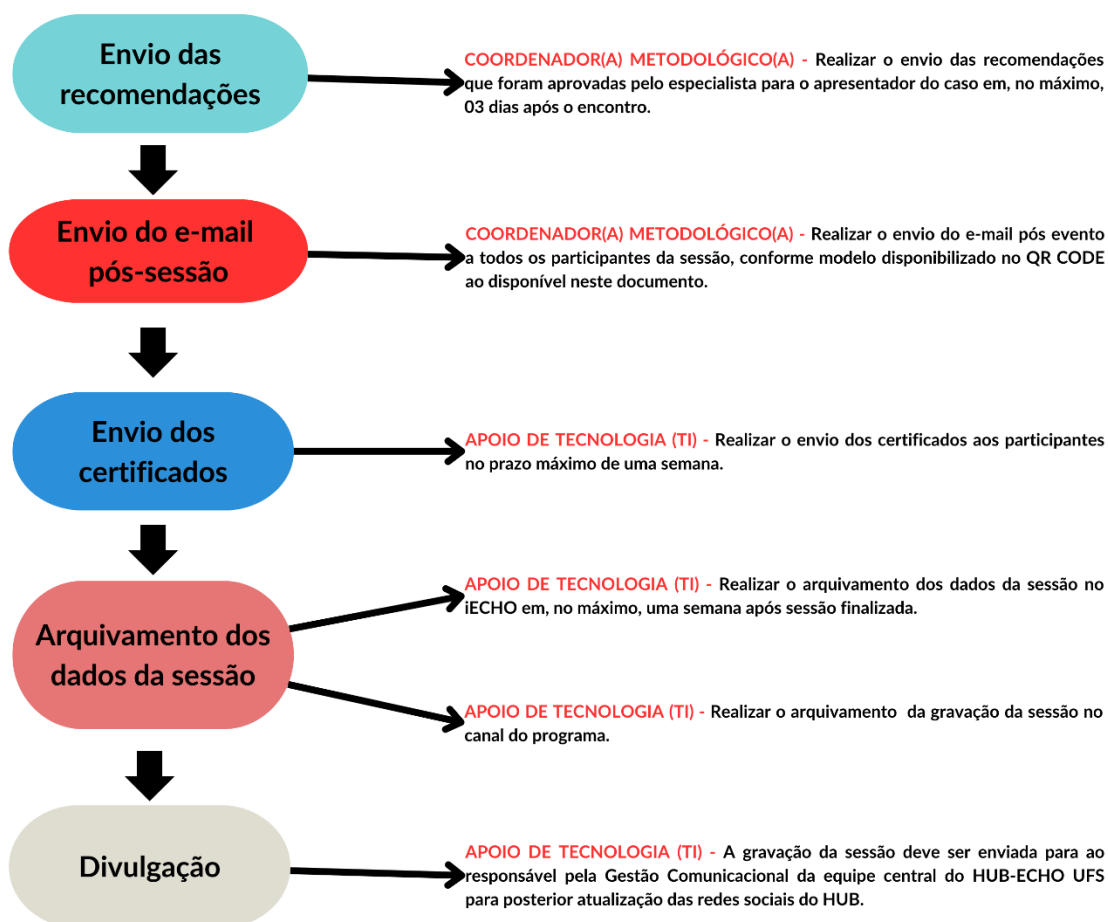 Envio das
recomendações
COORDENADOR(A) METODOLÓGICO(A) - Realizar o envio das recomendações
que foram aprovadas pelo especialista para o apresentador do caso em, no máximo,
03 dias após o encontro.
Envio do e-mail
pós-sessão
COORDENADOR(A) METODOLÓGICO(A) - Realizar o envio do e-mail pós evento
a todos os participantes da sessão, conforme modelo disponibilizado no QR CODE
ao disponível neste documento.
Envio dos
certificados
APOIO DE TECNOLOGIA (TI) - Realizar o envio dos certificados aos participantes
no prazo máximo de uma semana.
Arquivamento dos
dados da sessão
APOIO DE TECNOLOGIA (TI) - Realizar o arquivamento dos dados da sessão no
iECHO em, no máximo, uma semana após sessão finalizada.
APOIO DE TECNOLOGIA (TI) - Realizar o arquivamento da gravação da sessão no
canal do programa.
Divulgação
APOIO DE TECNOLOGIA (TI) - A gravação da sessão deve ser enviada para ao
responsável pela Gestão Comunicacional da equipe central do HUB-ECHO UFS
para posterior atualização das redes sociais do HUB.